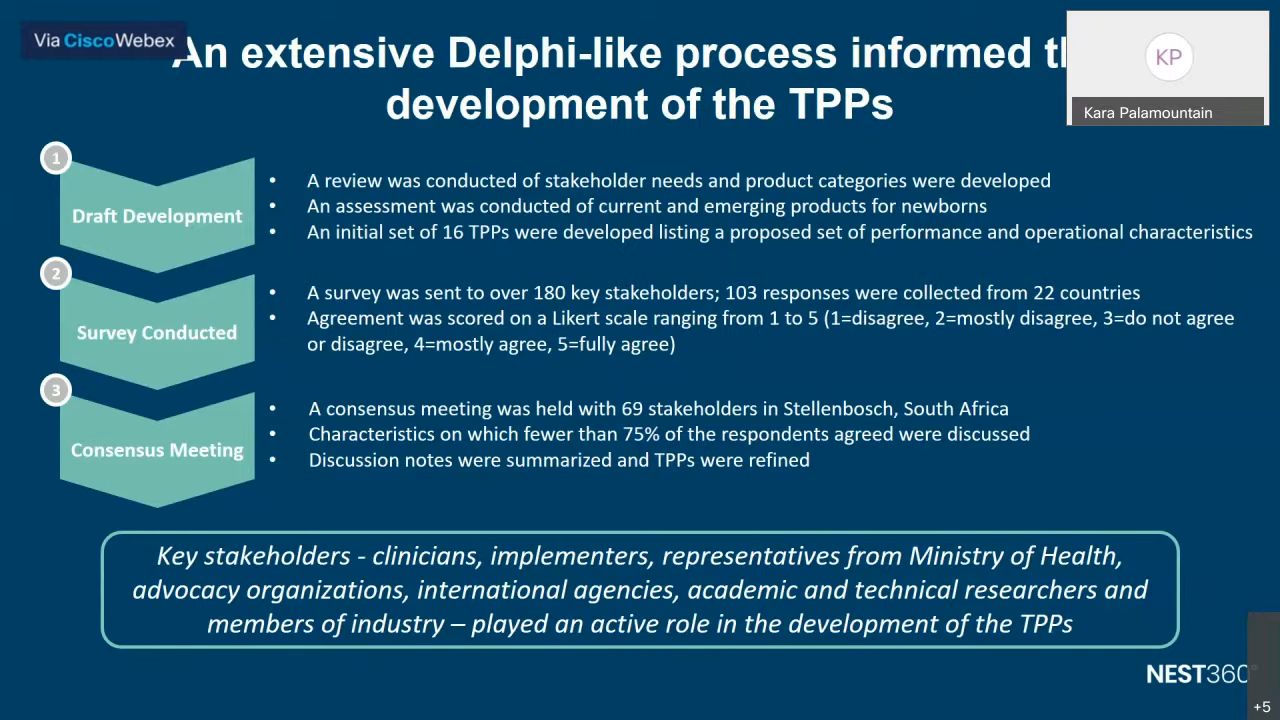 Via Cisco Webex
An extensive Delphi-like process informed th
development of the TPPs
KP
Kara Palamountain
1
Draft Development
• A review was conducted of stakeholder needs and product categories were developed
• An assessment was conducted of current and emerging products for newborns
• An initial set of 16 TPPs were developed listing a proposed set of performance and operational characteristics
2
Survey Conducted
• A survey was sent to over 180 key stakeholders; 103 responses were collected from 22 countries
• Agreement was scored on a Likert scale ranging from 1 to 5 (1=disagree, 2=mostly disagree, 3=do not agree
or disagree, 4=mostly agree, 5=fully agree)
3
Consensus Meeting
• A consensus meeting was held with 69 stakeholders in Stellenbosch, South Africa
• Characteristics on which fewer than 75% of the respondents agreed were discussed
• Discussion notes were summarized and TPPs were refined
Key stakeholders - clinicians, implementers, representatives from Ministry of Health,
advocacy organizations, international agencies, academic and technical researchers and
members of industry – played an active role in the development of the TPPs
NEST360°
+5